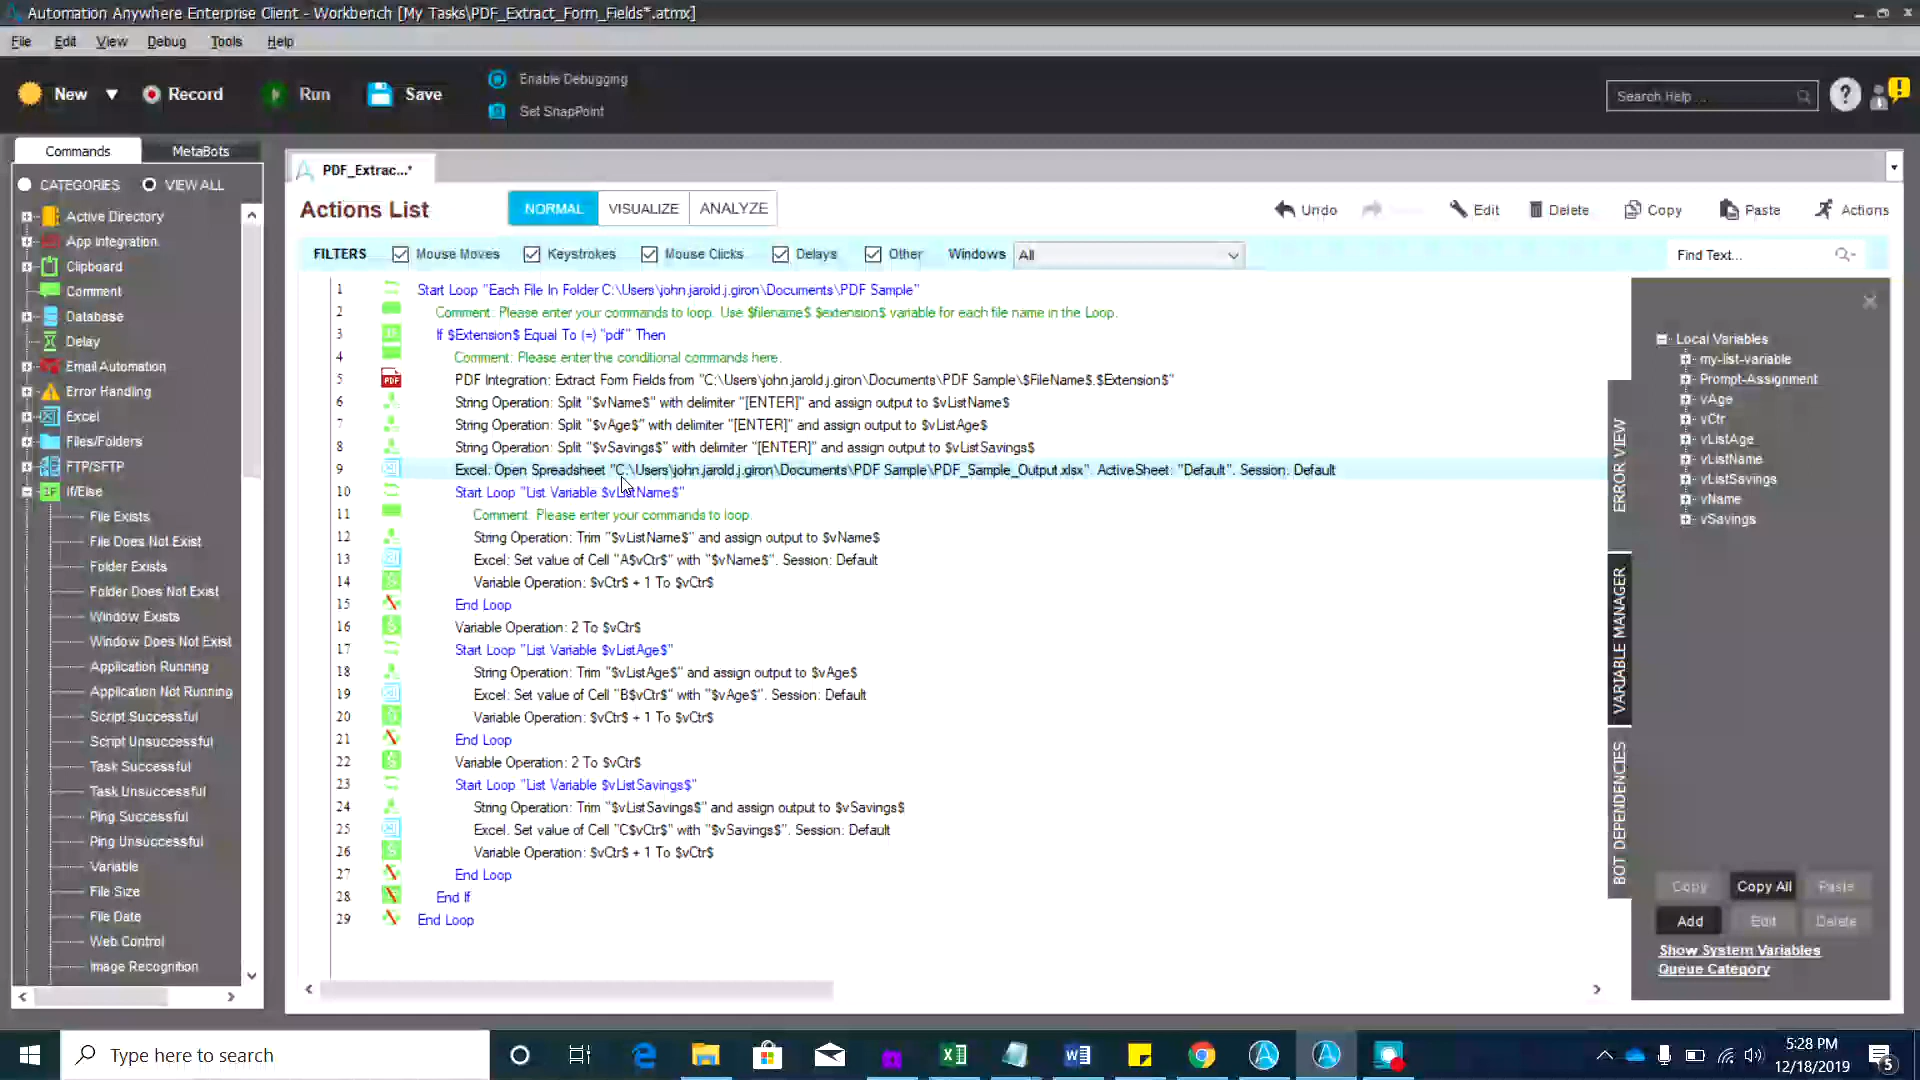 Automation Anywhere Enterprise Client - Workbench [My Tasks\PDF_Extract_Form_Fields*.atmx]
File Edit View Debug Tools Help
New Record Run Save
Enable Debugging
Set SnapPoint
Search Help ...
Commands MetaBots
CATEGORIES VIEW ALL
Active Directory
App Integration
Clipboard
Comment
Database
Delay
Email Automation
Error Handling
Excel
Files/Folders
FTP/SFTP
If/Else
File Exists
File Does Not Exist
Folder Exists
Folder Does Not Exist
Window Exists
Window Does Not Exist
Application Running
Application Not Running
Script Successful
Script Unsuccessful
Task Successful
Task Unsuccessful
Ping Successful
Ping Unsuccessful
Variable
File Size
File Date
Web Control
Image Recognition
PDF_Extrac...*
Actions List
NORMAL VISUALIZE ANALYZE
Undo Edit Delete Copy Paste Actions
FILTERS Mouse Moves Keystrokes Mouse Clicks Delays Other Windows All
Find Text...
1 Start Loop "Each File In Folder C:\Users\john.jarold.j.giron\Documents\PDF Sample"
2 Comment: Please enter your commands to loop. Use $filename$ $extension$ variable for each file name in the Loop.
3 If $Extension$ Equal To (=) "pdf" Then
4 Comment: Please enter the conditional commands here.
5 PDF Integration: Extract Form Fields from "C:\Users\john.jarold.j.giron\Documents\PDF Sample\$FileName$.$Extension$"
6 String Operation: Split "$vName$" with delimiter "[ENTER]" and assign output to $vListName$
7 String Operation: Split "$vAge$" with delimiter "[ENTER]" and assign output to $vListAge$
8 String Operation: Split "$vSavings$" with delimiter "[ENTER]" and assign output to $vListSavings$
9 Excel: Open Spreadsheet "C:\Users\john.jarold.j.giron\Documents\PDF Sample\PDF_Sample_Output.xlsx". ActiveSheet: "Default". Session: Default
10 Start Loop "List Variable $vListName$"
11 Comment: Please enter your commands to loop.
12 String Operation: Trim "$vListName$" and assign output to $vName$
13 Excel: Set value of Cell "A$vCtr$" with "$vName$". Session: Default
14 Variable Operation: $vCtr$ + 1 To $vCtr$
15 End Loop
16 Variable Operation: 2 To $vCtr$
17 Start Loop "List Variable $vListAge$"
18 String Operation: Trim "$vListAge$" and assign output to $vAge$
19 Excel: Set value of Cell "B$vCtr$" with "$vAge$". Session: Default
20 Variable Operation: $vCtr$ + 1 To $vCtr$
21 End Loop
22 Variable Operation: 2 To $vCtr$
23 Start Loop "List Variable $vListSavings$"
24 String Operation: Trim "$vListSavings$" and assign output to $vSavings$
25 Excel: Set value of Cell "C$vCtr$" with "$vSavings$". Session: Default
26 Variable Operation: $vCtr$ + 1 To $vCtr$
27 End Loop
28 End If
29 End Loop
ERROR VIEW
VARIABLE MANAGER
BOT DEPENDENCIES
Local Variables
my-list-variable
Prompt-Assignment
vAge
vCtr
vListAge
vListName
vListSavings
vName
vSavings
Copy Copy All Paste
Add Edit Delete
Show System Variables
Queue Category
Type here to search
5:28 PM
12/18/2019
5